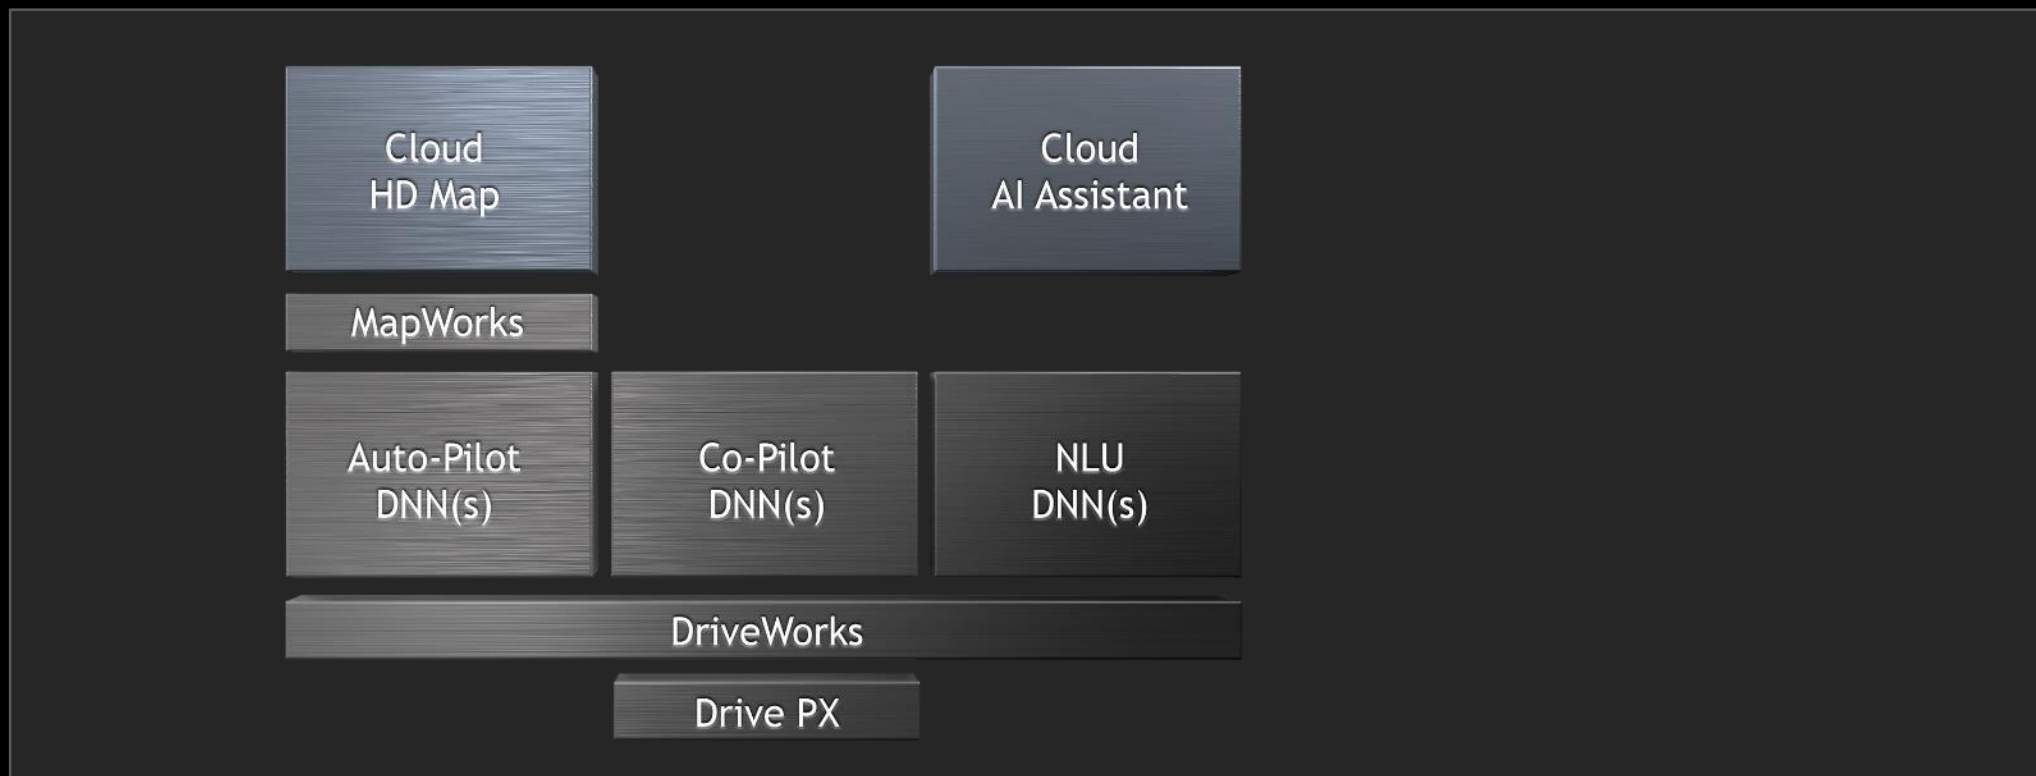 Cloud
HD Map
Cloud
AI Assistant
MapWorks
Auto-Pilot
DNN(s)
Co-Pilot
DNN(s)
NLU
DNN(s)
DriveWorks
Drive PX